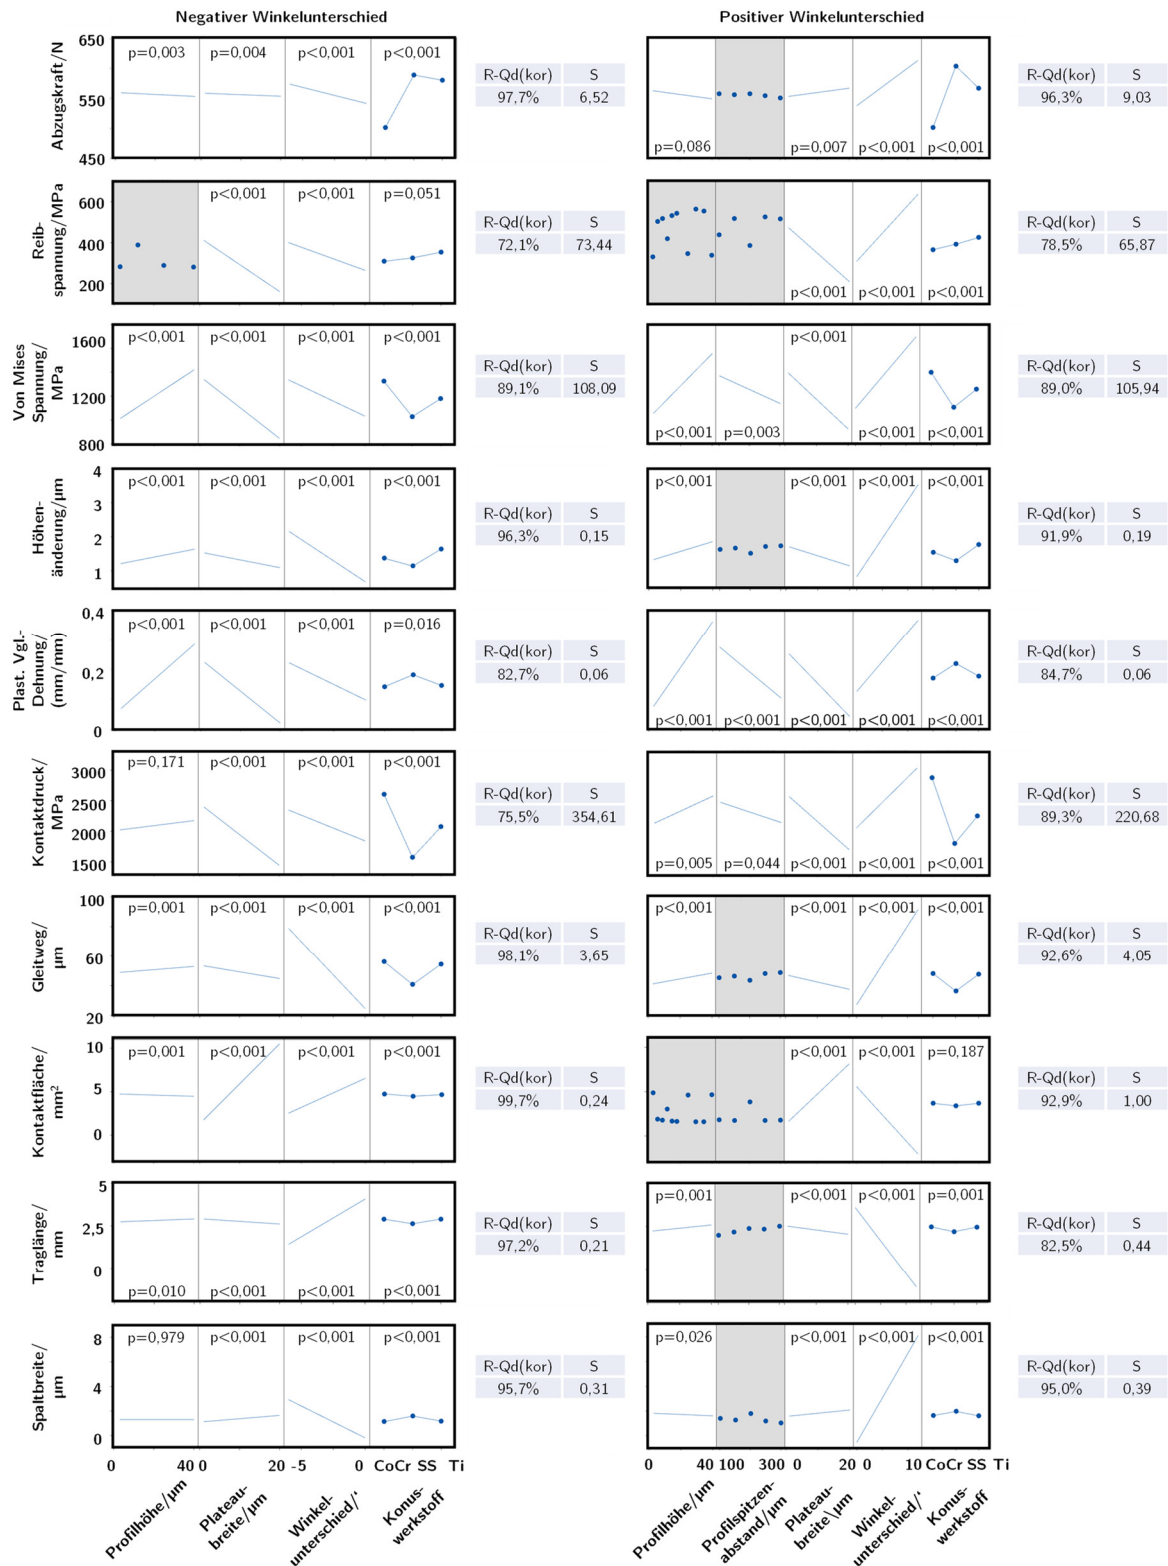 Negativer Winkelunterschied
Positiver Winkelunterschied
Abzugskraft/N
650
550
450
p=0,003 p=0,004 p<0,001 p<0,001
R-Qd(kor) S
97,7% 6,52
p=0,086 p=0,007 p<0,001 p<0,001
R-Qd(kor) S
96,3% 9,03
Reib-
spannung/MPa
600
400
200
p<0,001 p<0,001 p=0,051
R-Qd(kor) S
72,1% 73,44
p<0,001 p<0,001 p<0,001
R-Qd(kor) S
78,5% 65,87
Von Mises
Spannung/
MPa
1600
1200
800
p<0,001 p<0,001 p<0,001 p<0,001
R-Qd(kor) S
89,1% 108,09
p<0,001
p<0,001 p=0,003 p<0,001 p<0,001
R-Qd(kor) S
89,0% 105,94
Höhen-
änderung/µm
4
3
2
1
p<0,001 p<0,001 p<0,001 p<0,001
R-Qd(kor) S
96,3% 0,15
p<0,001 p<0,001 p<0,001 p<0,001
R-Qd(kor) S
91,9% 0,19
Plast. Vgl.-
Dehnung/
(mm/mm)
0,4
0,2
0
p<0,001 p<0,001 p<0,001 p=0,016
R-Qd(kor) S
82,7% 0,06
p<0,001 p<0,001 p<0,001 p<0,001 p<0,001
R-Qd(kor) S
84,7% 0,06
Kontaktdruck/
MPa
3000
2500
2000
1500
p=0,171 p<0,001 p<0,001 p<0,001
R-Qd(kor) S
75,5% 354,61
p=0,005 p=0,044 p<0,001 p<0,001 p<0,001
R-Qd(kor) S
89,3% 220,68
Gleitweg/
µm
100
60
20
p=0,001 p<0,001 p<0,001 p<0,001
R-Qd(kor) S
98,1% 3,65
p<0,001 p<0,001 p<0,001 p<0,001
R-Qd(kor) S
92,6% 4,05
Kontaktfläche/
mm²
10
5
0
p=0,001 p<0,001 p<0,001 p<0,001
R-Qd(kor) S
99,7% 0,24
p<0,001 p<0,001 p=0,187
R-Qd(kor) S
92,9% 1,00
Traglänge/
mm
5
2,5
0
p=0,010 p<0,001 p<0,001 p<0,001
R-Qd(kor) S
97,2% 0,21
p=0,001 p<0,001 p<0,001 p=0,001
R-Qd(kor) S
82,5% 0,44
Spaltbreite/
µm
8
4
0
p=0,979 p<0,001 p<0,001 p<0,001
R-Qd(kor) S
95,7% 0,31
p=0,026 p<0,001 p<0,001 p<0,001
R-Qd(kor) S
95,0% 0,39
0 40 0 20 -5 0 CoCr SS Ti
0 40 100 300 0 20 0 10 CoCr SS Ti
Profilhöhe/µm
Plateau-
breite/µm
Winkel-
unterschied/‘
Konus-
werkstoff
Profilhöhe/µm
Profilspitzen-
abstand/µm
Plateau-
breite\µm
Winkel-
unterschied/‘
Konus-
werkstoff